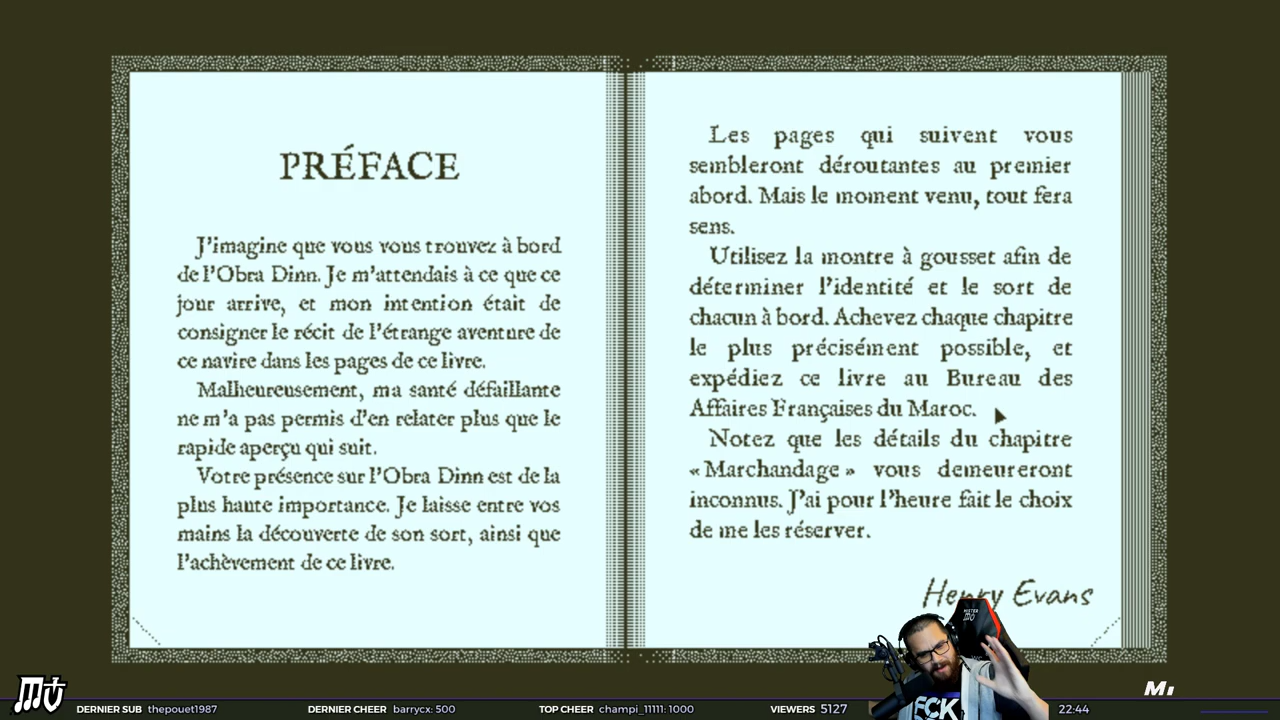 PRÉFACE
J'imagine que vous vous trouvez à bord
de l'Obra Dinn. Je m'attendais à ce que ce
jour arrive, et mon intention était de
consigner le récit de l'étrange aventure de
ce navire dans les pages de ce livre.
Malheureusement, ma santé défaillante
ne m'a pas permis d'en relater plus que le
rapide aperçu qui suit.
Votre présence sur l'Obra Dinn est de la
plus haute importance. Je laisse entre vos
mains la découverte de son sort, ainsi que
l'achèvement de ce livre.
Les pages qui suivent vous
sembleront déroutantes au premier
abord. Mais le moment venu, tout fera
sens.
Utilisez la montre à gousset afin de
déterminer l'identité et le sort de
chacun à bord. Achevez chaque chapitre
le plus précisément possible, et
expédiez ce livre au Bureau des
Affaires Françaises du Maroc.
Notez que les détails du chapitre
« Marchandage » vous demeureront
inconnus. J'ai pour l'heure fait le choix
de me les réserver.
Henry Evans
DERNIER SUB thepouet1987
DERNIER CHEER barrycx: 500
TOP CHEER champi_11111: 1000
VIEWERS 5127
22:44